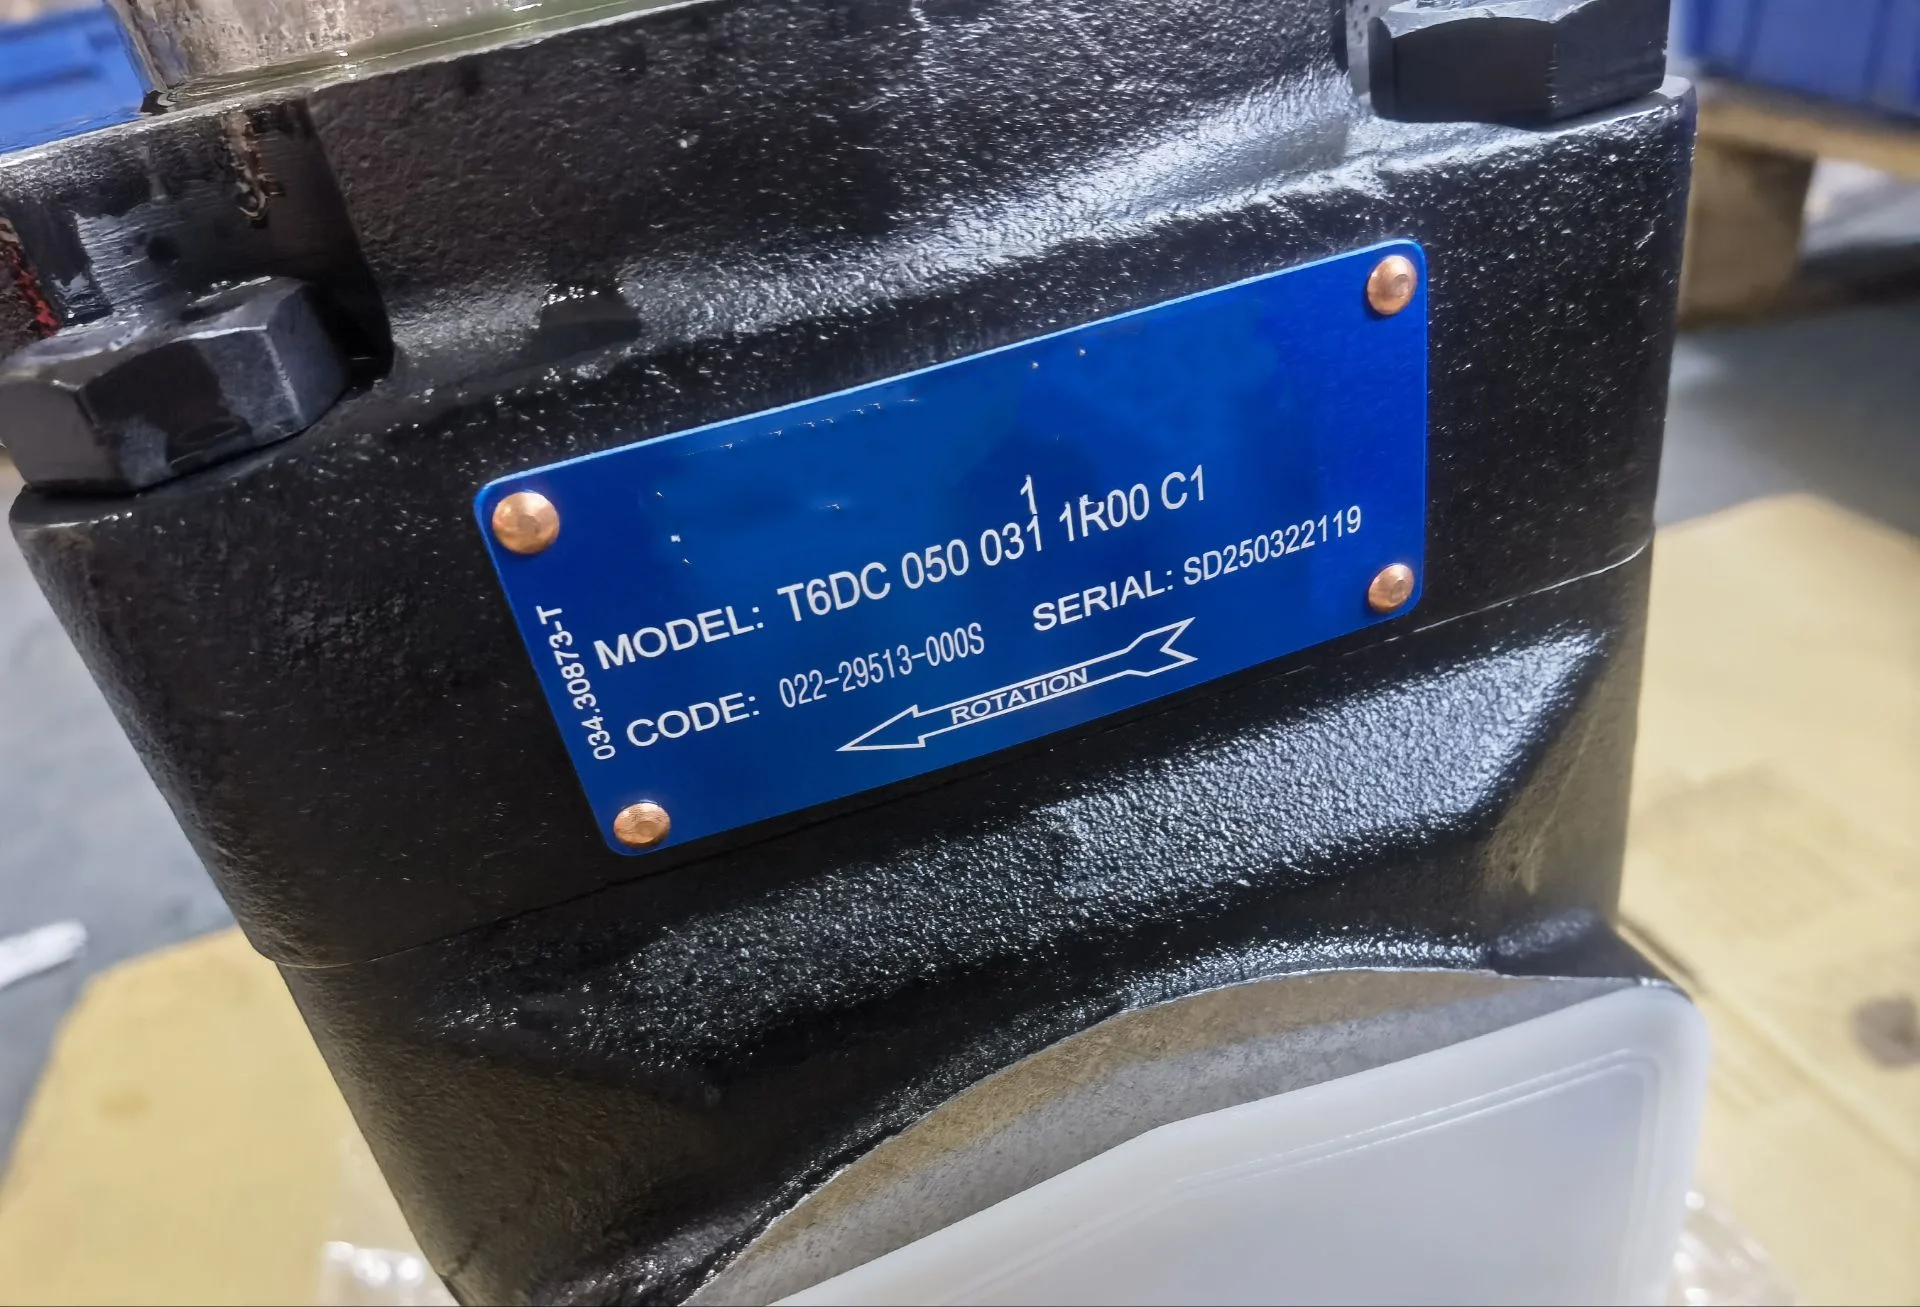 MODEL: T6DC 050 031 1R00 C1
1
CODE: 022-29513-000S SERIAL: SD250322119
ROTATION
034.30873-T